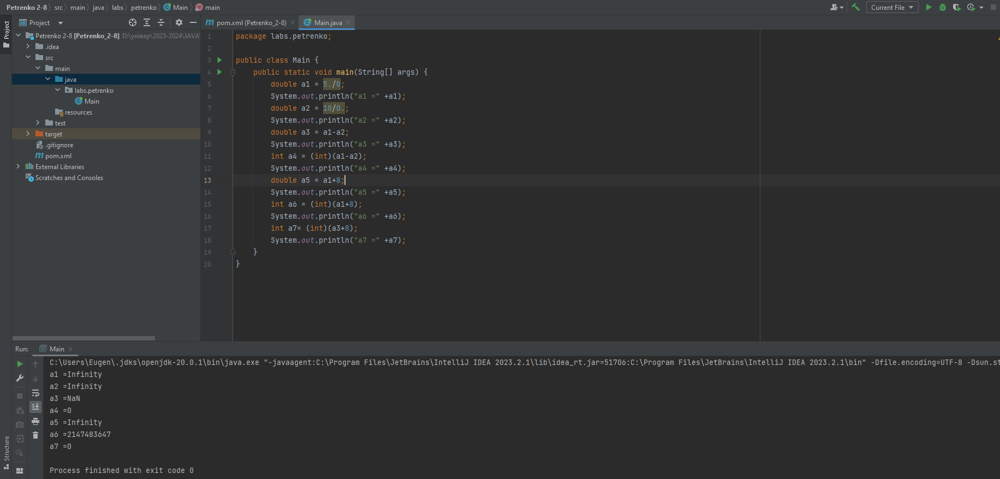 Petrenko 2-8 src main java labs petrenko Main main
Current File
Project
pom.xml (Petrenko_2-8)
Main.java
Project
Petrenko 2-8 [Petrenko_2-8] D:\універ\2023-2024\JAVA\
.idea
src
main
java
labs.petrenko
Main
resources
test
target
.gitignore
pom.xml
External Libraries
Scratches and Consoles
1 package labs.petrenko;
2
3 public class Main {
4 public static void main(String[] args) {
5 double a1 = 5./0;
6 System.out.println("a1 =" +a1);
7 double a2 = 10/0.;
8 System.out.println("a2 =" +a2);
9 double a3 = a1-a2;
10 System.out.println("a3 =" +a3);
11 int a4 = (int)(a1-a2);
12 System.out.println("a4 =" +a4);
13 double a5 = a1+8;
14 System.out.println("a5 =" +a5);
15 int a6 = (int)(a1+8);
16 System.out.println("a6 =" +a6);
17 int a7= (int)(a3+8);
18 System.out.println("a7 =" +a7);
19 }
20 }
Run: Main
C:\Users\Eugen\.jdks\openjdk-20.0.1\bin\java.exe "-javaagent:C:\Program Files\JetBrains\IntelliJ IDEA 2023.2.1\lib\idea_rt.jar=51706:C:\Program Files\JetBrains\IntelliJ IDEA 2023.2.1\bin" -Dfile.encoding=UTF-8 -Dsun.st
a1 =Infinity
a2 =Infinity
a3 =NaN
a4 =0
a5 =Infinity
a6 =2147483647
a7 =0
Process finished with exit code 0
Structure